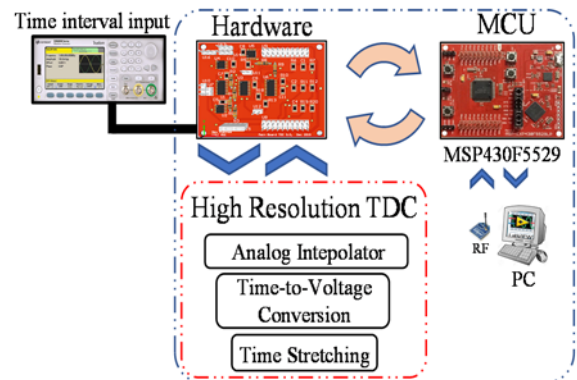 Time interval input
Hardware
MCU
MSP430F5529
High Resolution TDC
Analog Intepolator
Time-to-Voltage
Conversion
Time Stretching
RF
PC